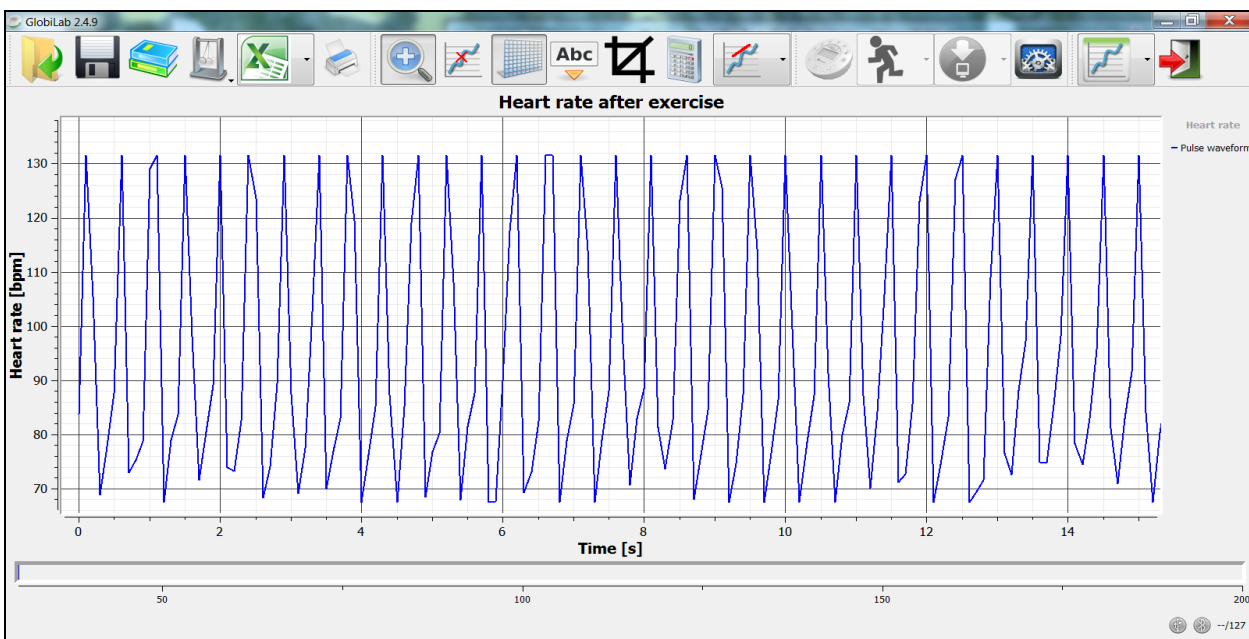 GlobiLab 2.4.9
Abc
Heart rate after exercise
Heart rate
Pulse waveform
Heart rate [bpm]
130
120
110
100
90
80
70
0 2 4 6 8 10 12 14
Time [s]
50 100 150 200
--/127